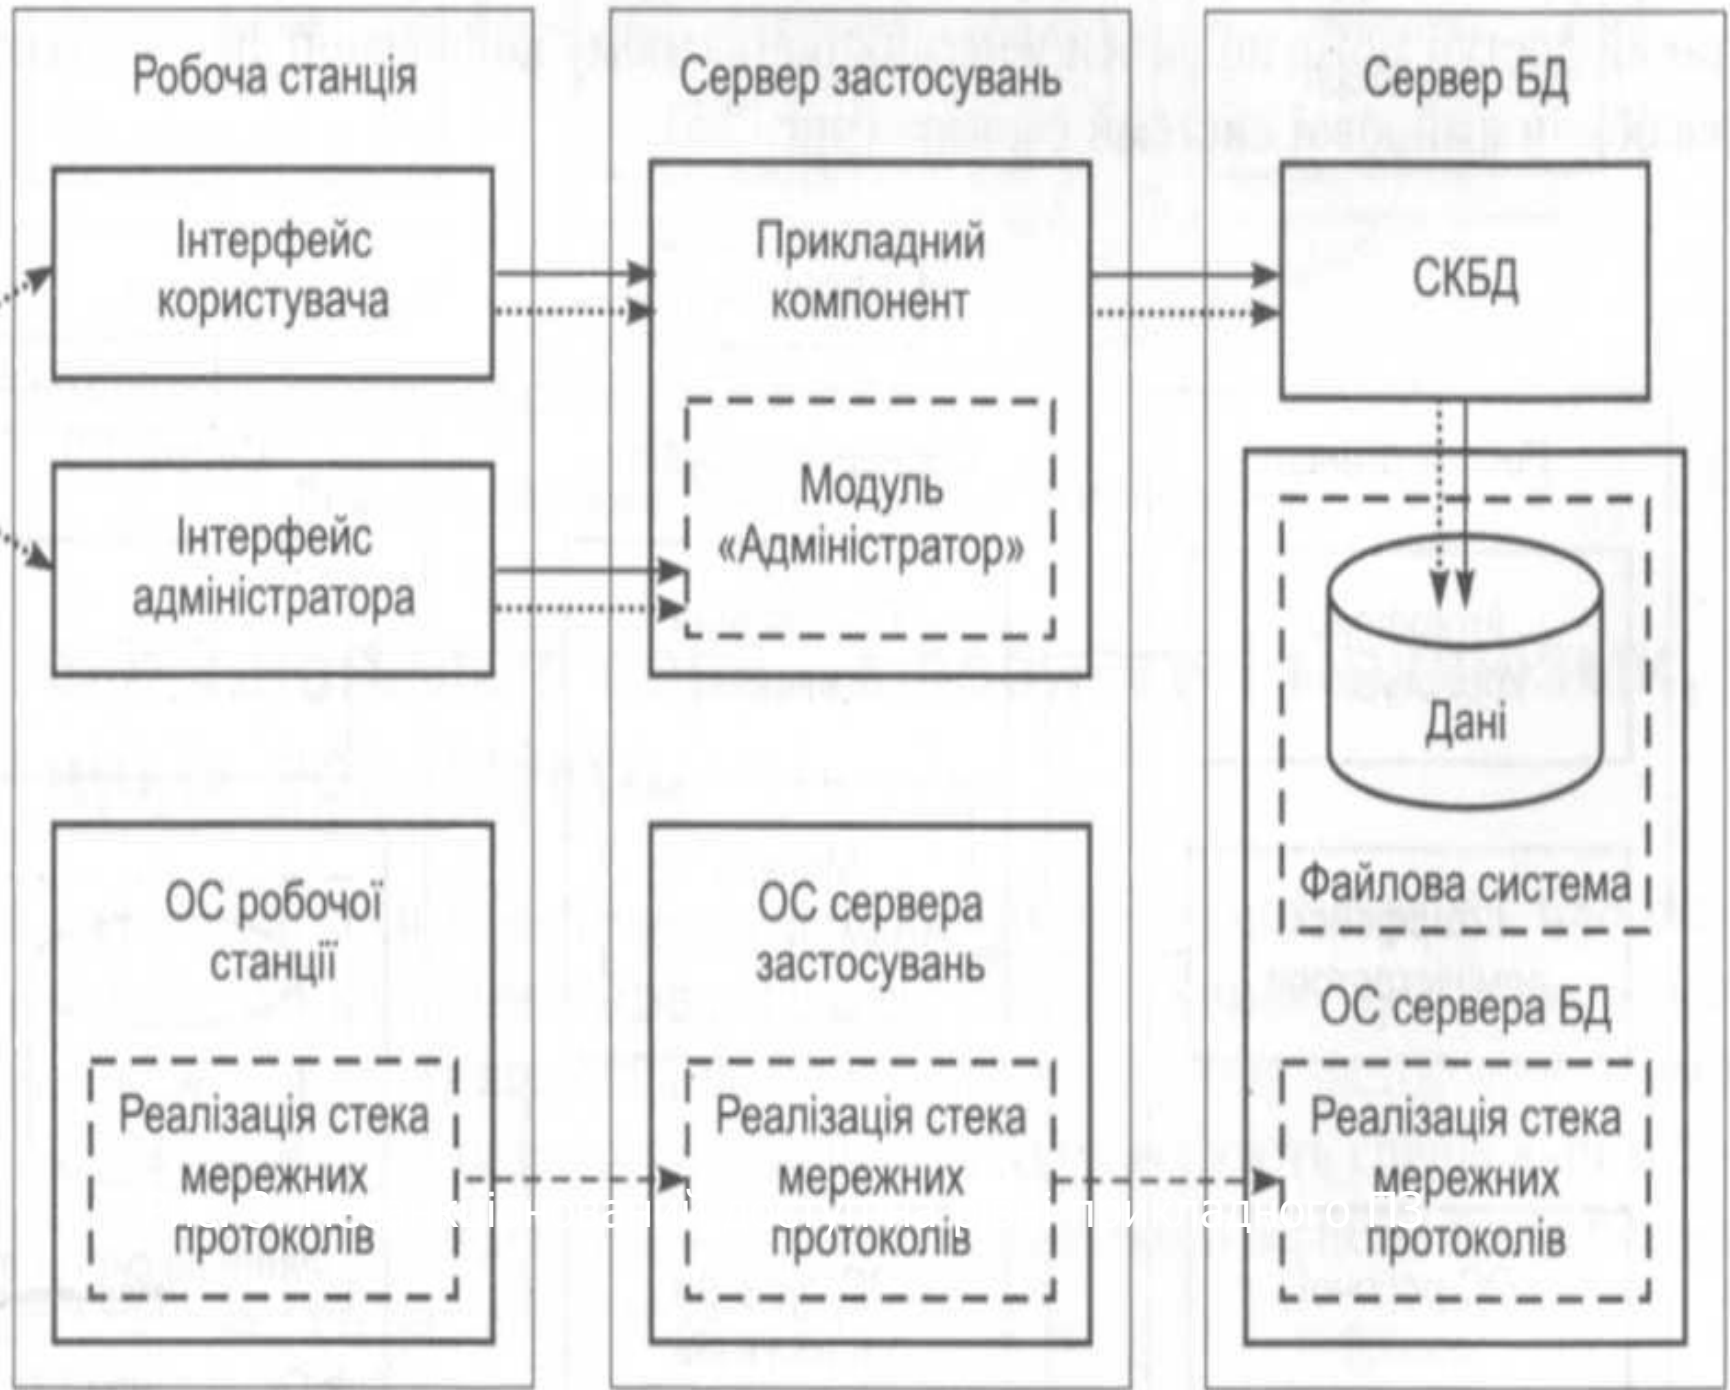 Робоча станція
Інтерфейс
користувача
Інтерфейс
адміністратора
ОС робочої
станції
Реалізація стека
мережних
протоколів
Сервер застосувань
Прикладний
компонент
Модуль
«Адміністратор»
ОС сервера
застосувань
Реалізація стека
мережних
протоколів
Сервер БД
СКБД
Дані
Файлова система
ОС сервера БД
Реалізація стека
мережних
протоколів